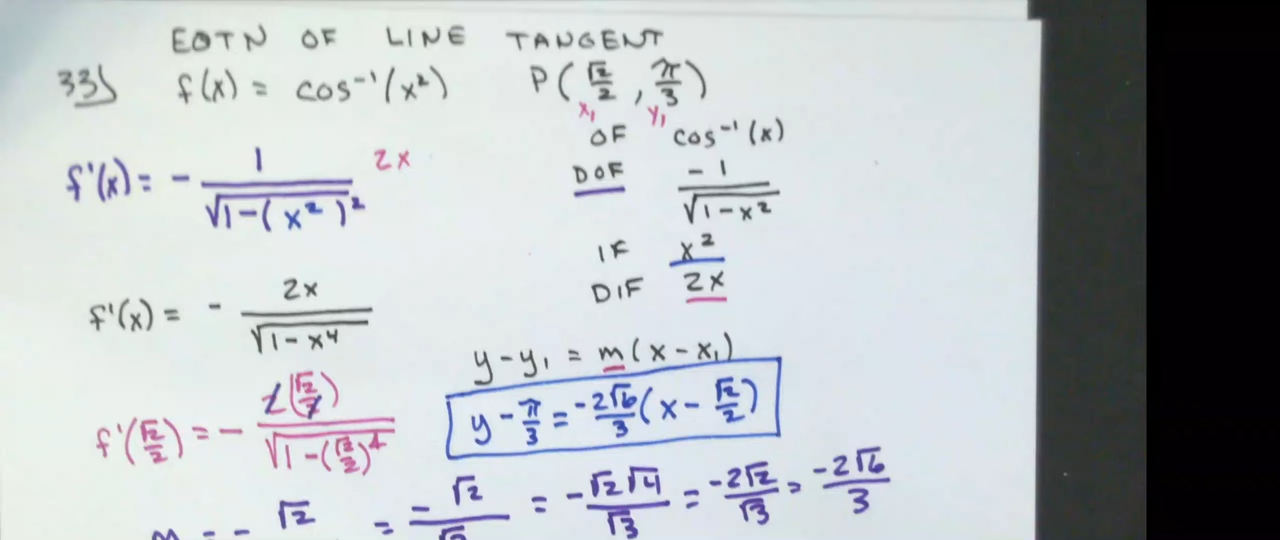 EQTN OF LINE TANGENT
33) f(x) = cos⁻¹(x²) P(√2/2, π/3)
x₁ y₁
OF cos⁻¹(x)
f'(x) = - 1/√1-(x²)² 2x
DOF -1/√1-x²
IF x²
DIF 2x
f'(x) = - 2x/√1-x⁴
y-y₁ = m(x-x₁)
y - π/3 = -2√6/3 (x - √2/2)
f'(√2/2) = - 2(√2/2)/√1-(√2/2)⁴
m = - √2 = -√2 = -√2√4/√3 = -2√2/√3 = -2√6/3